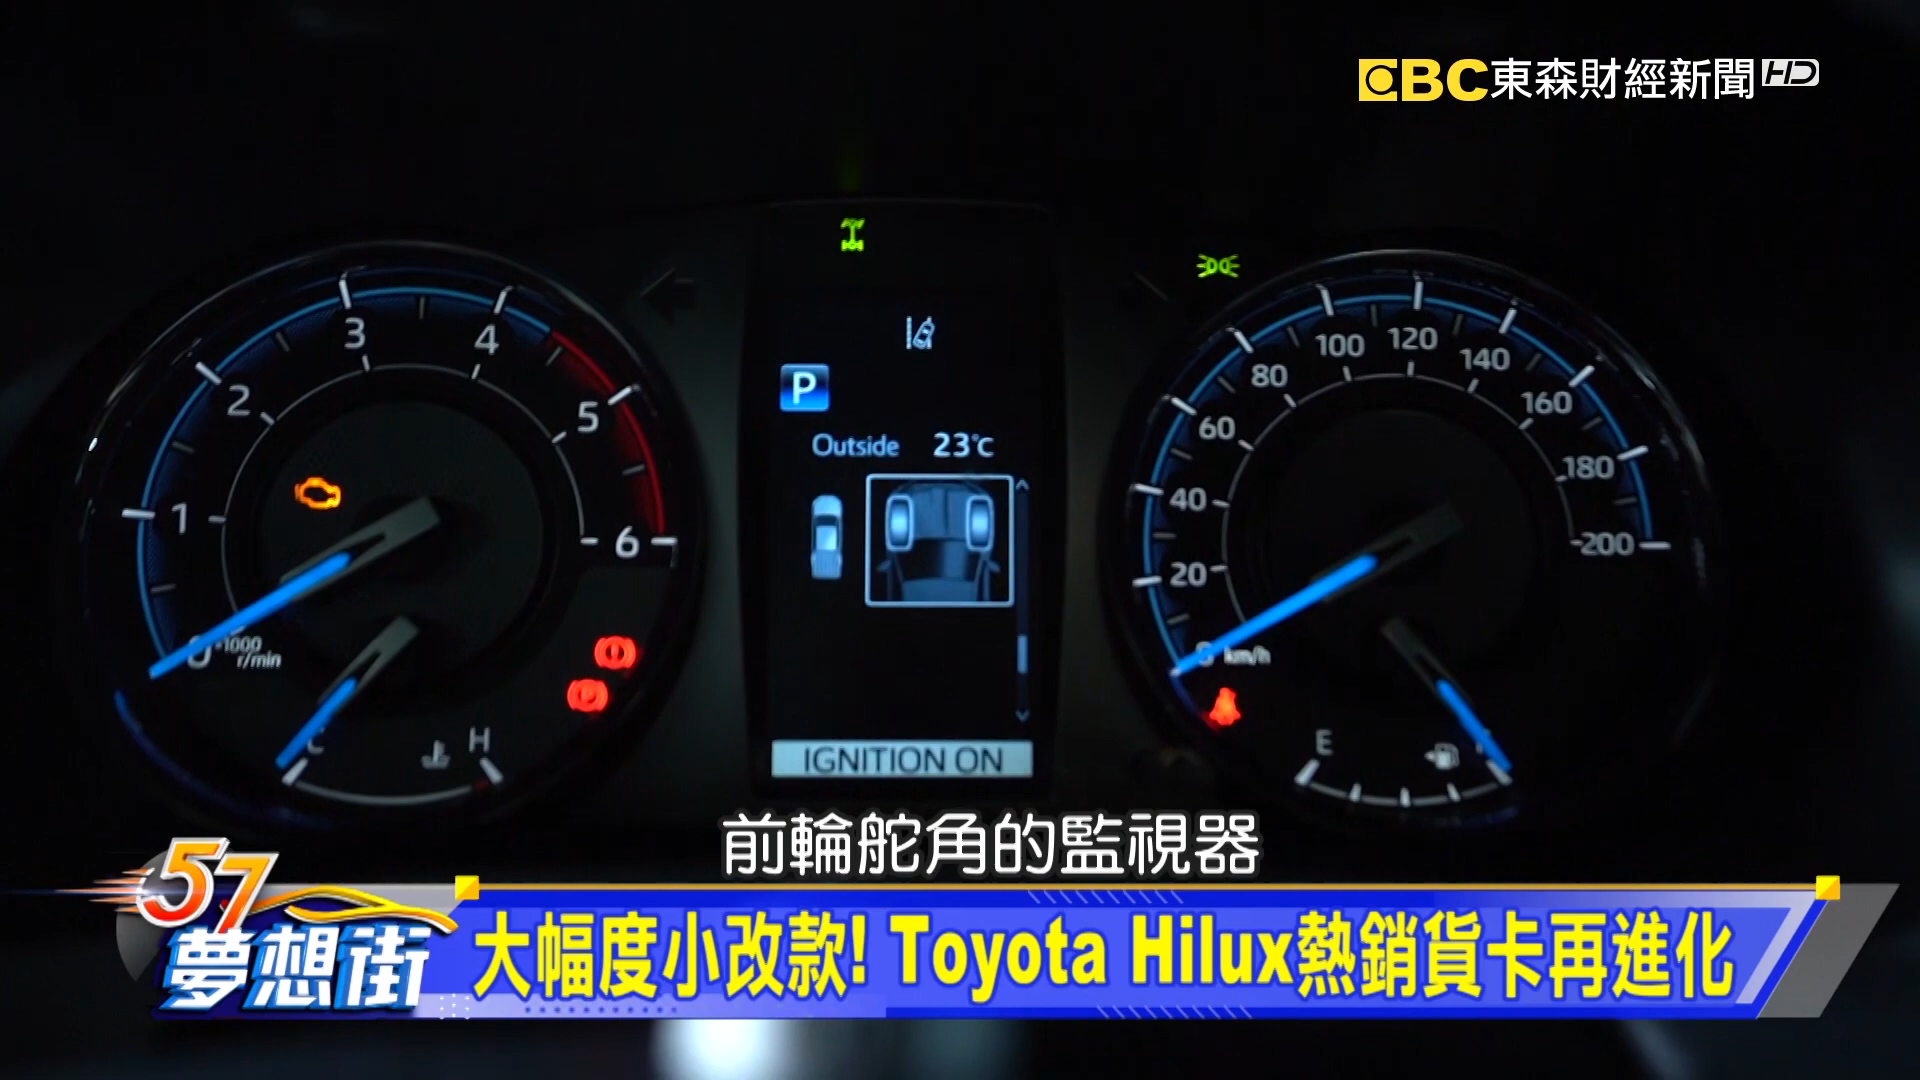 EBC東森財經新聞HD
0 1 2 3 4 5 6
×1000
r/min
C H
P
Outside 23°C
IGNITION ON
20 40 60 80 100 120 140 160 180 200
km/h
E
前輪舵角的監視器
57
夢想街
大幅度小改款! Toyota Hilux熱銷貨卡再進化